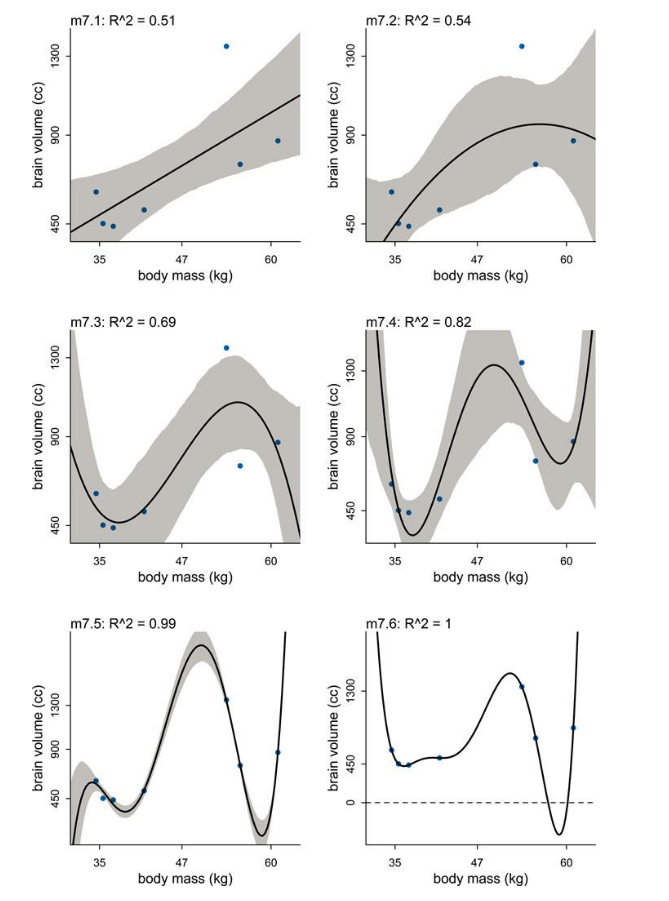 m7.1: R^2 = 0.51
brain volume (cc)
1300
900
450
35 47 60
body mass (kg)
m7.2: R^2 = 0.54
brain volume (cc)
1300
900
450
35 47 60
body mass (kg)
m7.3: R^2 = 0.69
brain volume (cc)
1300
900
450
35 47 60
body mass (kg)
m7.4: R^2 = 0.82
brain volume (cc)
1300
900
450
35 47 60
body mass (kg)
m7.5: R^2 = 0.99
brain volume (cc)
1300
900
450
35 47 60
body mass (kg)
m7.6: R^2 = 1
brain volume (cc)
1300
450
0
35 47 60
body mass (kg)